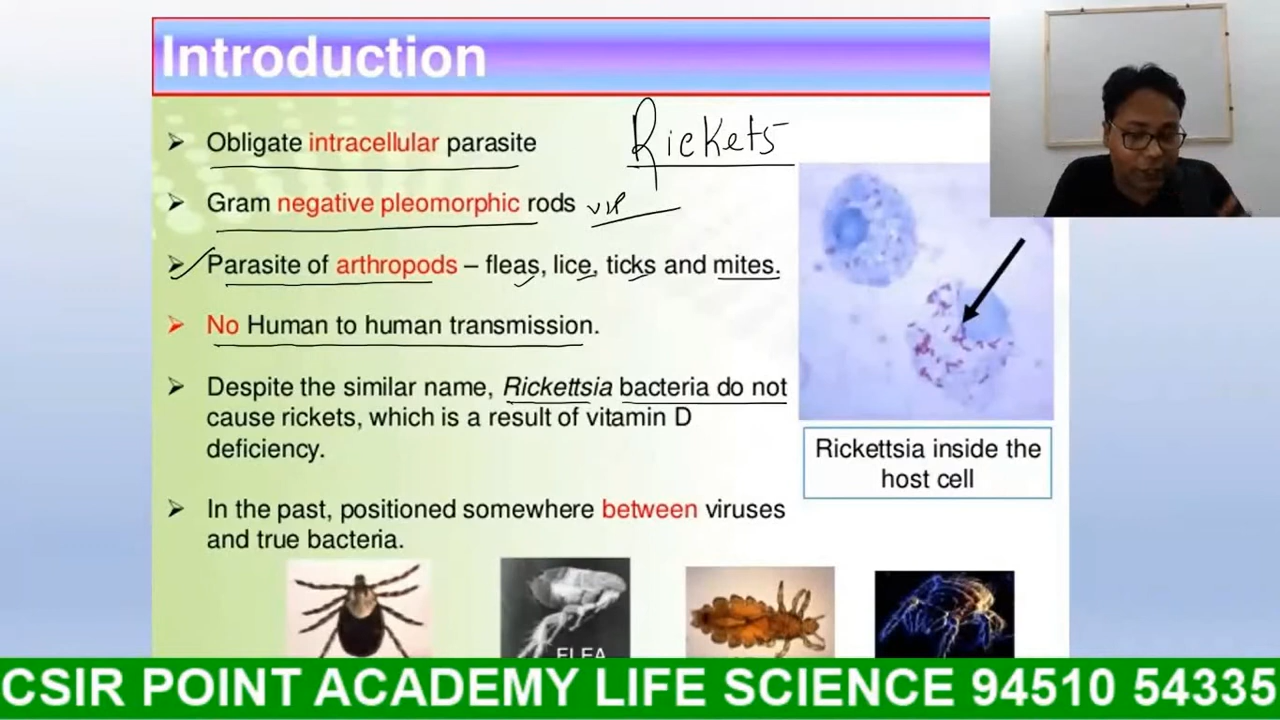 Introduction
Obligate intracellular parasite
Rickets
Gram negative pleomorphic rods
Parasite of arthropods – fleas, lice, ticks and mites.
No Human to human transmission.
Despite the similar name, Rickettsia bacteria do not
cause rickets, which is a result of vitamin D
deficiency.
Rickettsia inside the
host cell
In the past, positioned somewhere between viruses
and true bacteria.
FLEA
CSIR POINT ACADEMY LIFE SCIENCE 94510 54335